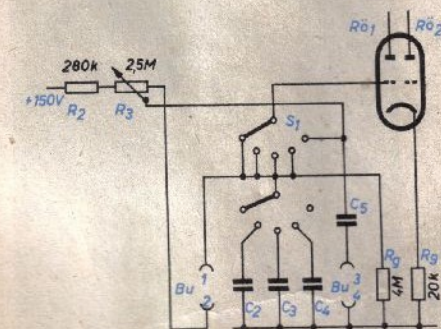 Rö1 Rö2
280k 2,5M
+150V R2 R3
S1
C5
Bu 1 2
C2 C3 C4
Bu 3 4
Rg 4M
R9 20k